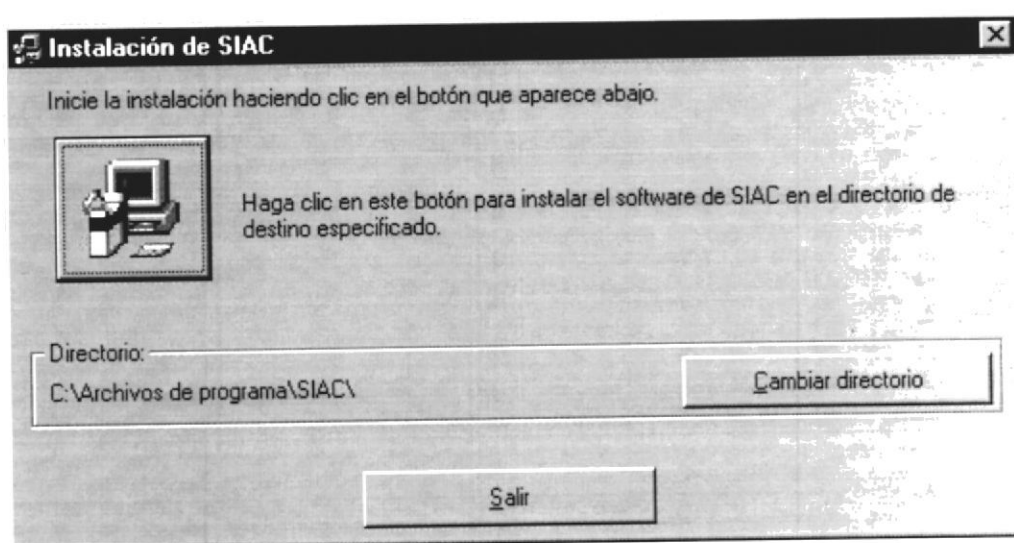 Instalación de SIAC
Inicie la instalación haciendo clic en el botón que aparece abajo.
Haga clic en este botón para instalar el software de SIAC en el directorio de
destino especificado.
Directorio:
C:\Archivos de programa\SIAC\
Cambiar directorio
Salir